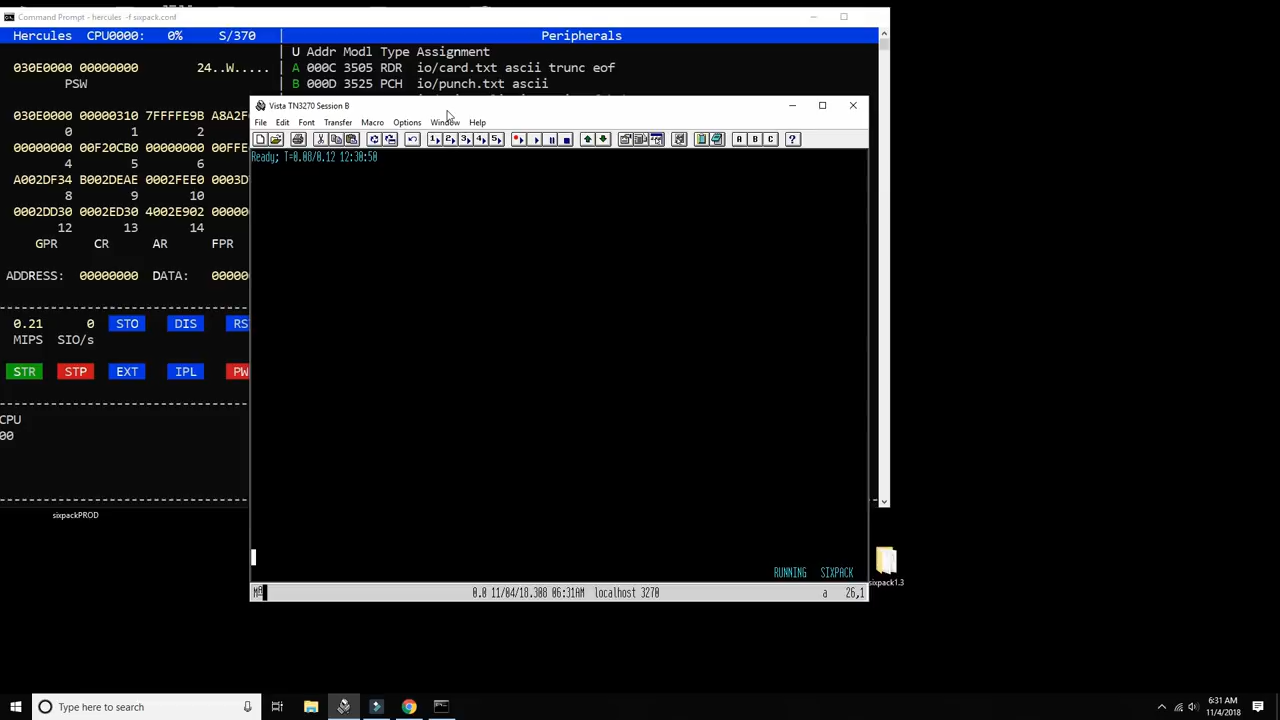 Command Prompt - hercules -f sixpack.conf
Hercules CPU0000: 0% S/370 | Peripherals
U Addr Modl Type Assignment
030E0000 00000000 24..W..... A 000C 3505 RDR io/card.txt ascii trunc eof
PSW B 000D 3525 PCH io/punch.txt ascii
Vista TN3270 Session B
030E0000 00000310 7FFFFE9B A8A2F
File Edit Font Transfer Macro Options Window Help
0 1 2
1 2 3 4 5 A B C ?
00000000 00F20CB0 00000000 00FFE
Ready; T=0.08/0.12 12:30:50
4 5 6
A002DF34 B002DEAE 0002FEE0 0003D
8 9 10
0002DD30 0002ED30 4002E902 00000
12 13 14
GPR CR AR FPR
ADDRESS: 00000000 DATA: 00000
0.21 0 STO DIS RS
MIPS SIO/s
STR STP EXT IPL PW
CPU
00
sixpackPROD
RUNNING SIXPACK
sixpack1.3
0.0 11/04/18.308 06:31AM localhost 3270 a 26,1
Type here to search
6:31 AM
11/4/2018